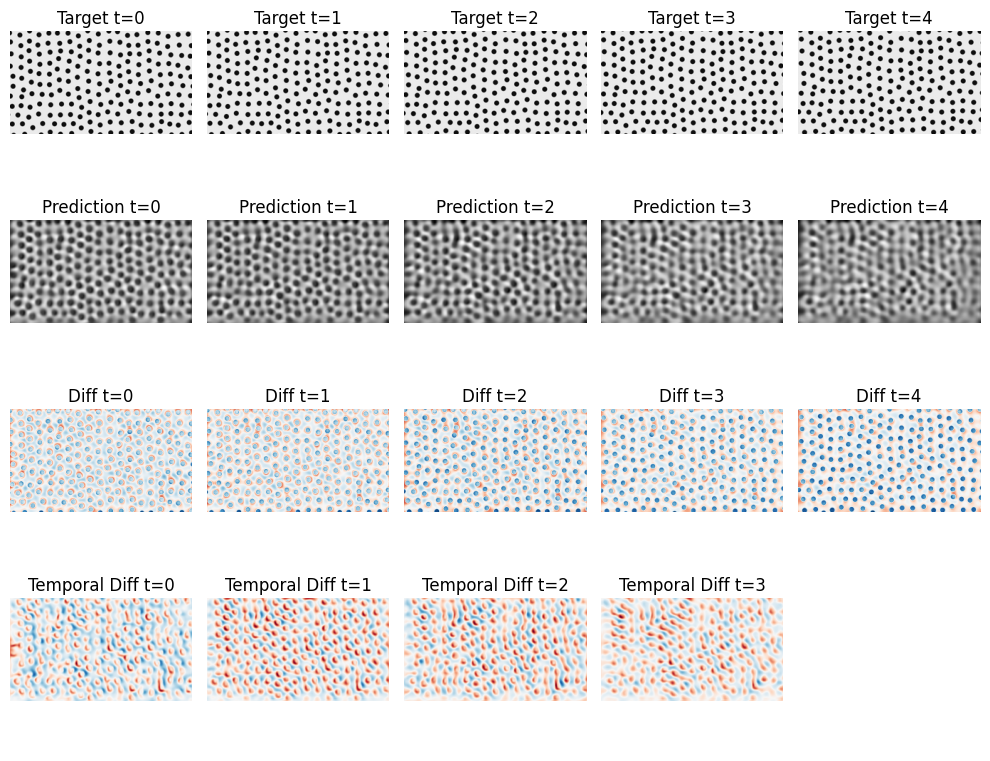 Target t=0 Target t=1 Target t=2 Target t=3 Target t=4
Prediction t=0 Prediction t=1 Prediction t=2 Prediction t=3 Prediction t=4
Diff t=0 Diff t=1 Diff t=2 Diff t=3 Diff t=4
Temporal Diff t=0 Temporal Diff t=1 Temporal Diff t=2 Temporal Diff t=3